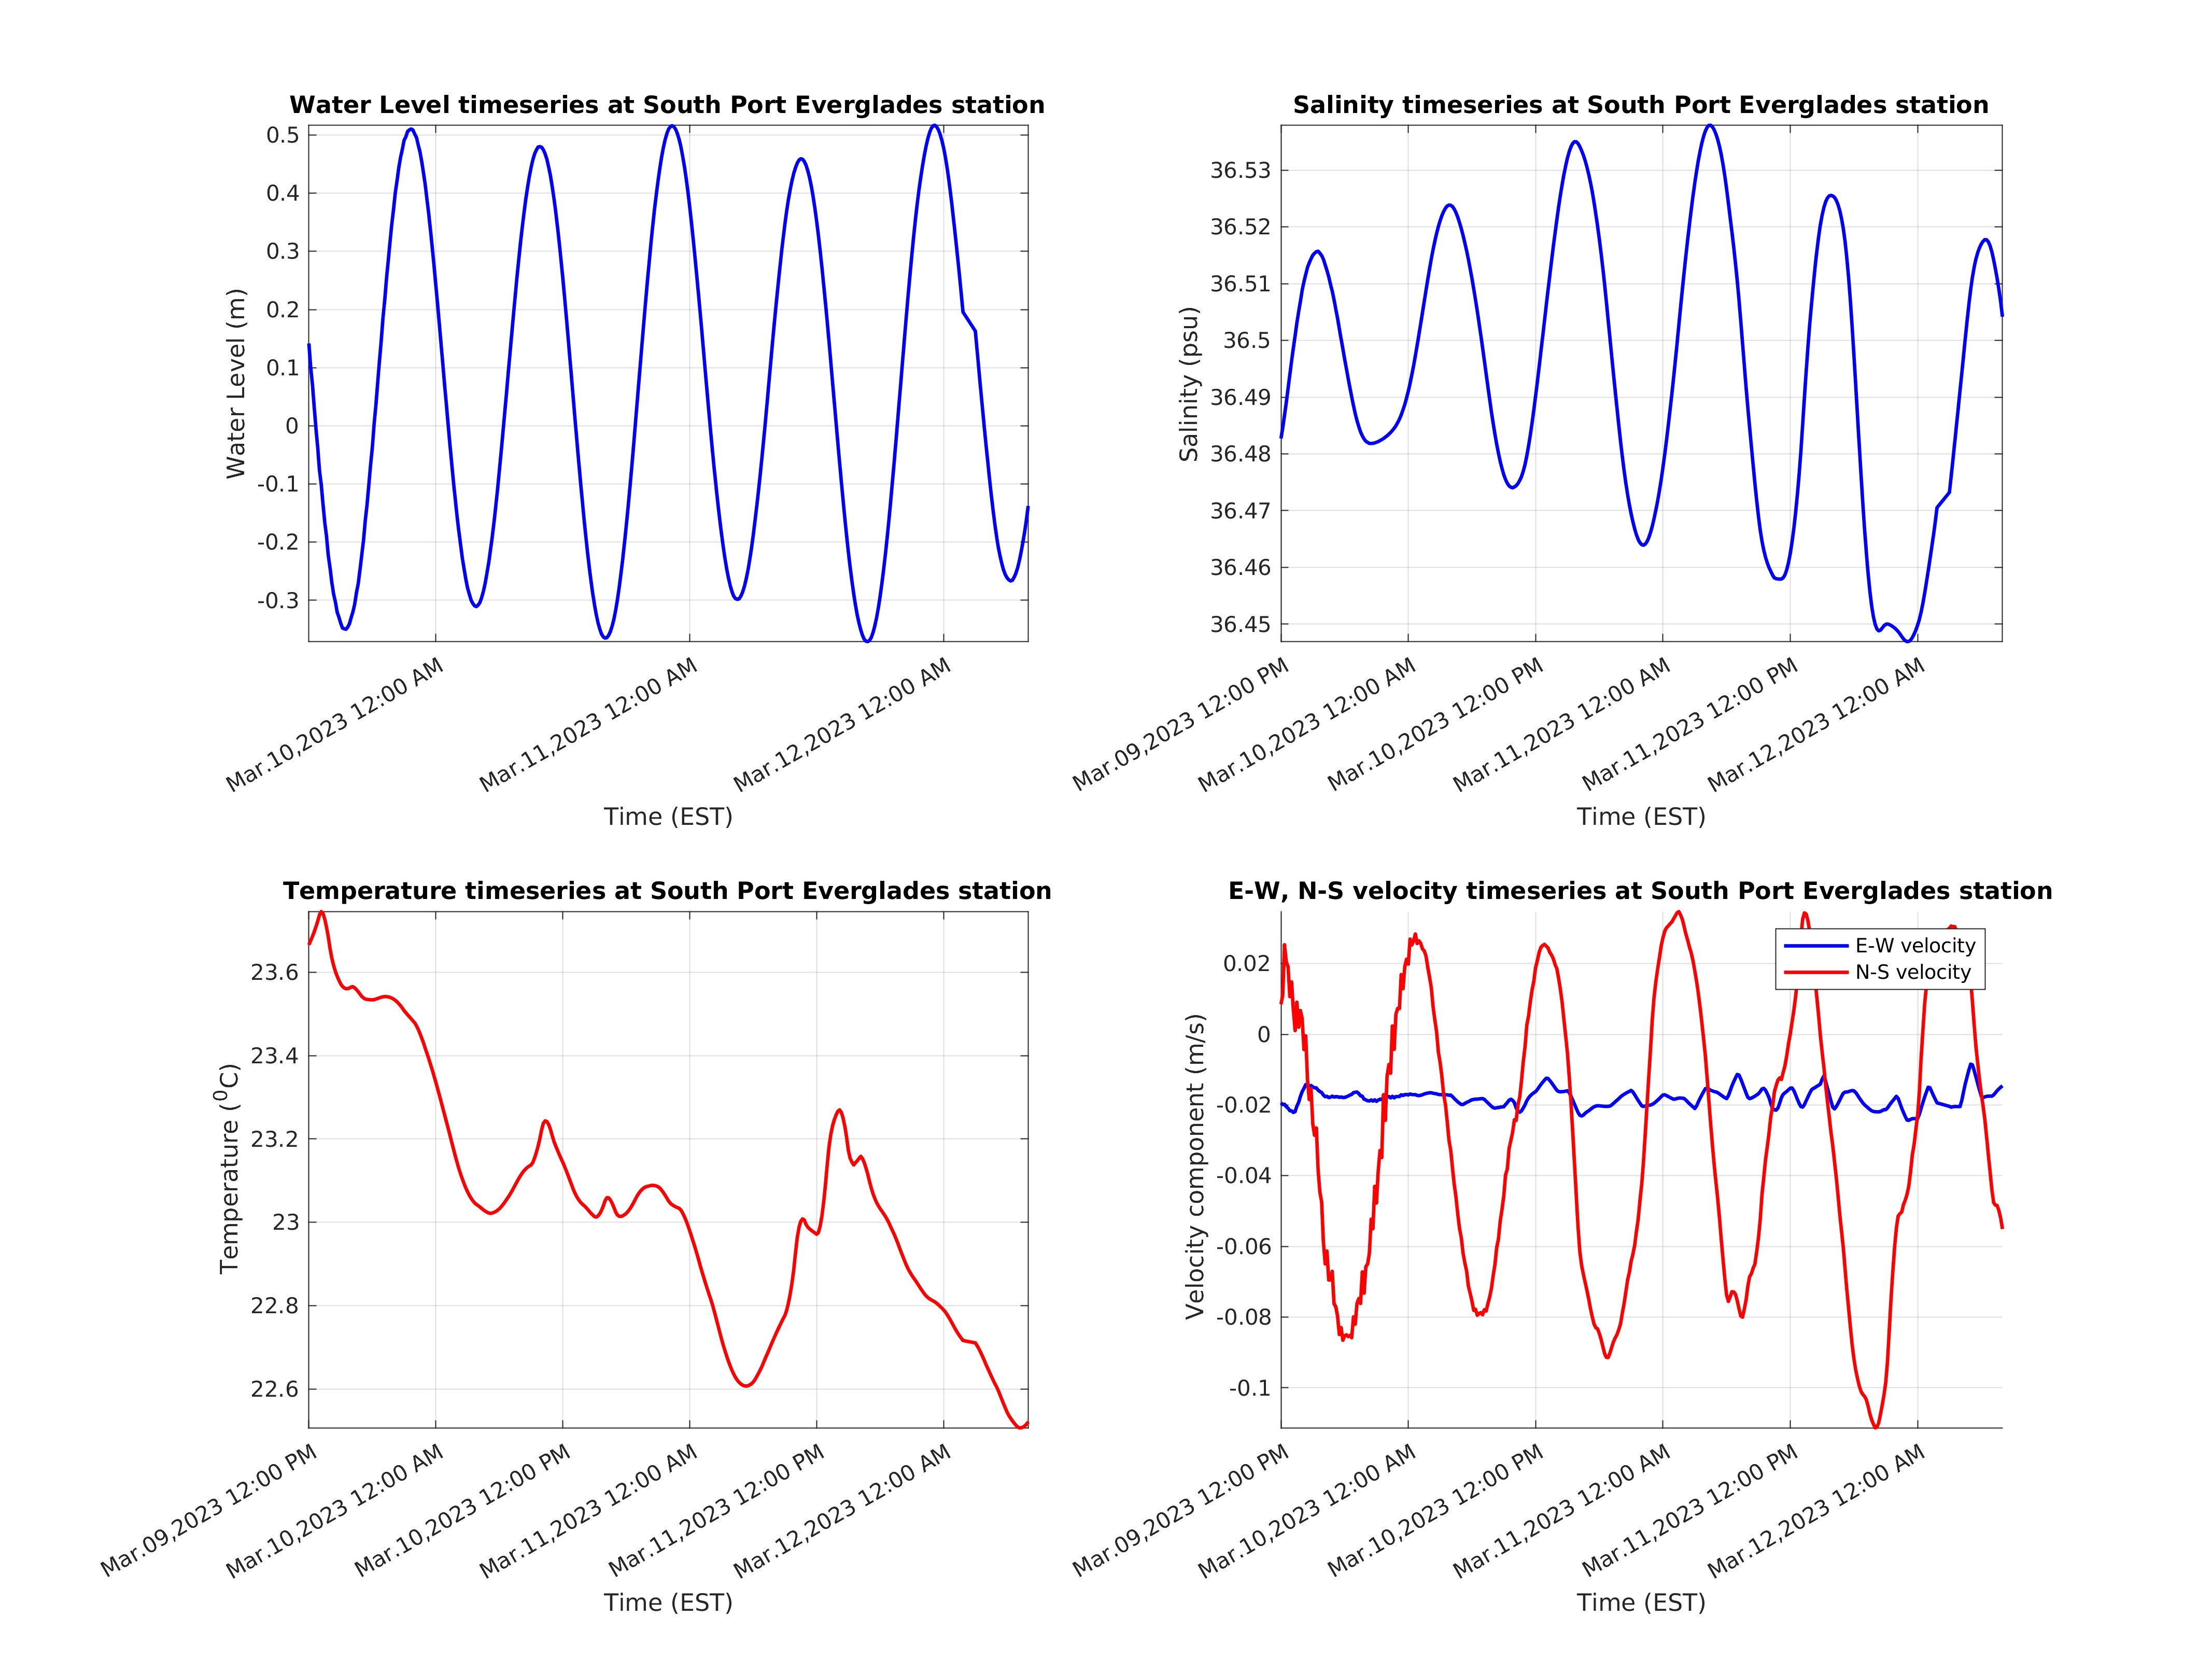 Water Level timeseries at South Port Everglades station
Water Level (m)
0.5
0.4
0.3
0.2
0.1
0
-0.1
-0.2
-0.3
Mar.10,2023 12:00 AM
Mar.11,2023 12:00 AM
Mar.12,2023 12:00 AM
Time (EST)
Salinity timeseries at South Port Everglades station
Salinity (psu)
36.53
36.52
36.51
36.5
36.49
36.48
36.47
36.46
36.45
Mar.09,2023 12:00 PM
Mar.10,2023 12:00 AM
Mar.10,2023 12:00 PM
Mar.11,2023 12:00 AM
Mar.11,2023 12:00 PM
Mar.12,2023 12:00 AM
Time (EST)
Temperature timeseries at South Port Everglades station
Temperature (⁰C)
23.6
23.4
23.2
23
22.8
22.6
Mar.09,2023 12:00 PM
Mar.10,2023 12:00 AM
Mar.10,2023 12:00 PM
Mar.11,2023 12:00 AM
Mar.11,2023 12:00 PM
Mar.12,2023 12:00 AM
Time (EST)
E-W, N-S velocity timeseries at South Port Everglades station
Velocity component (m/s)
0.02
0
-0.02
-0.04
-0.06
-0.08
-0.1
E-W velocity
N-S velocity
Mar.09,2023 12:00 PM
Mar.10,2023 12:00 AM
Mar.10,2023 12:00 PM
Mar.11,2023 12:00 AM
Mar.11,2023 12:00 PM
Mar.12,2023 12:00 AM
Time (EST)